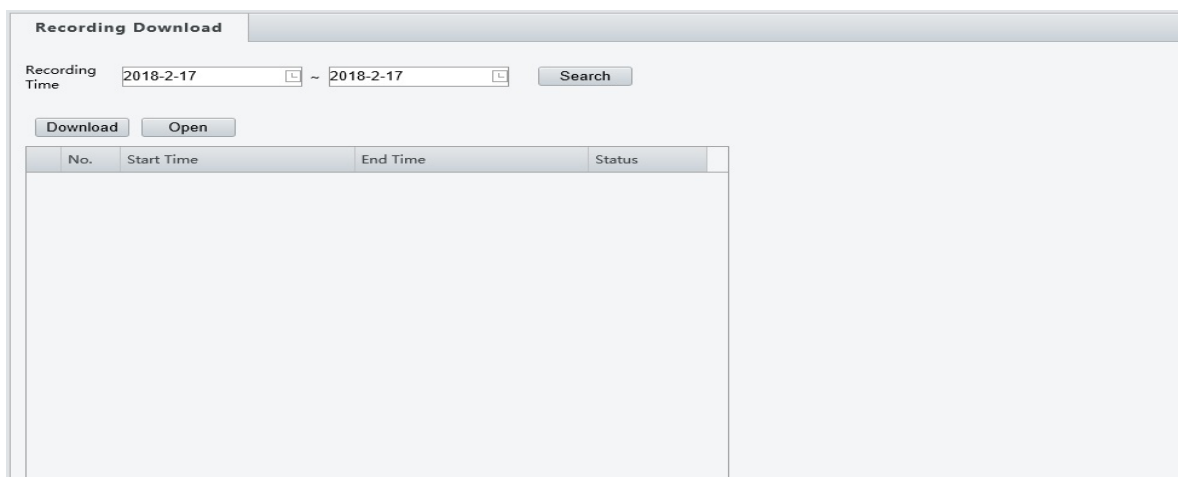 Recording Download
Recording
Time
2018-2-17 ~ 2018-2-17 Search
Download Open
No. Start Time End Time Status